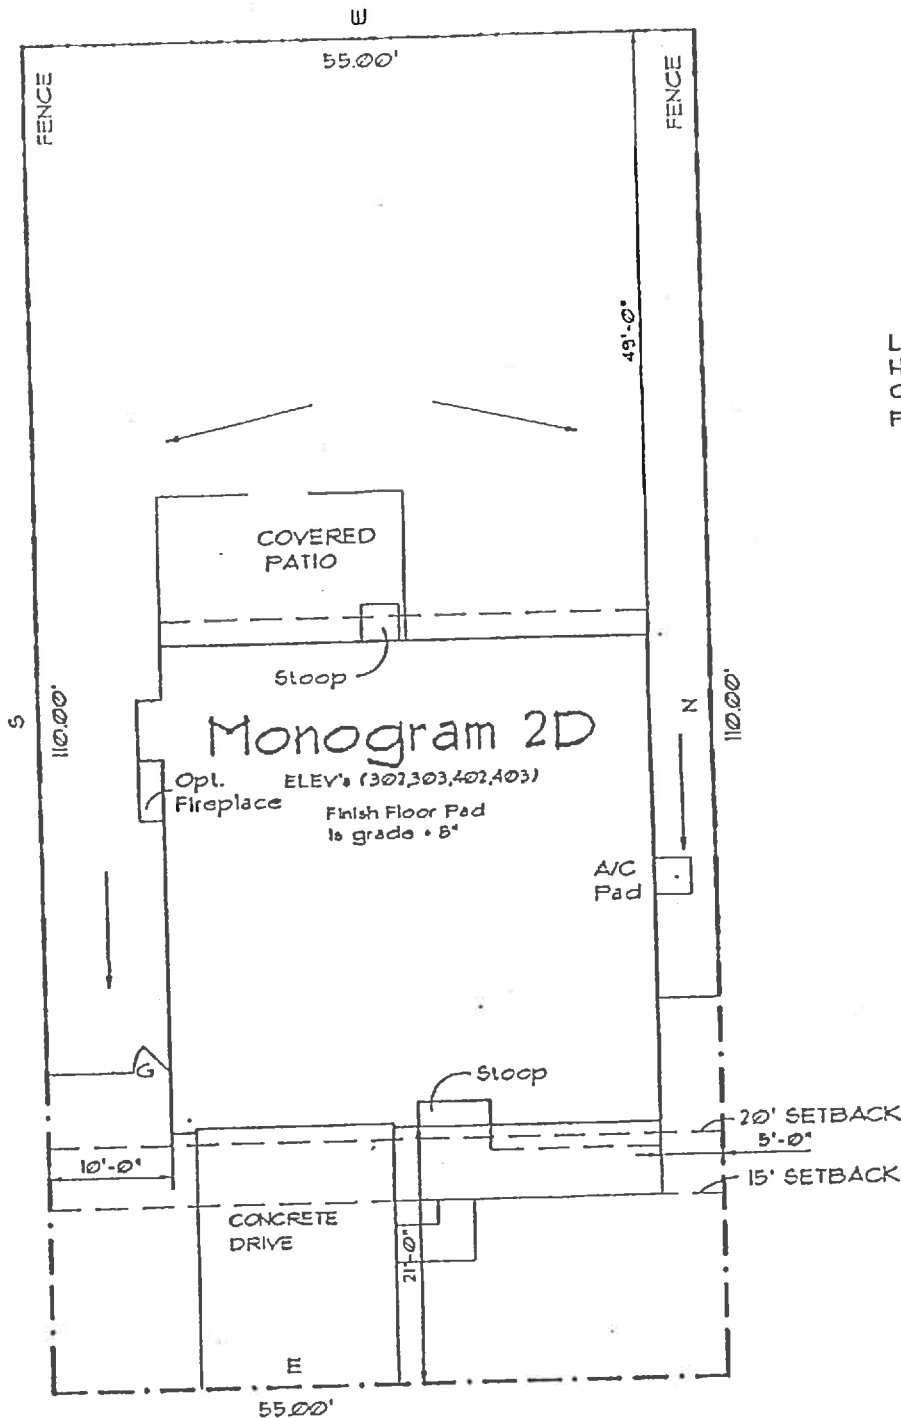 W
55.00'
FENCE
FENCE
49'-0"
COVERED
PATIO
Stoop
S
110.00'
N
110.00'
Monogram 2D
ELEV's (302,303,402,403)
Opt.
Fireplace
Finish Floor Pad
is grade + 8"
A/C
Pad
G
Stoop
20' SETBACK
5'-0"
10'-0"
15' SETBACK
CONCRETE
DRIVE
21'-0"
E
55.00'